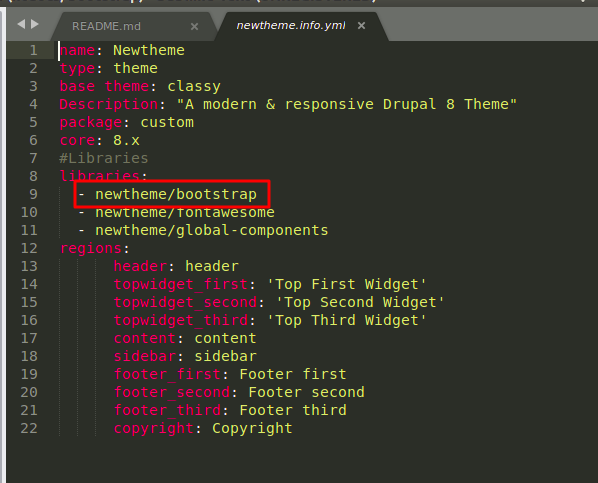 README.md × newtheme.info.yml ×
1 name: Newtheme
2 type: theme
3 base theme: classy
4 Description: "A modern & responsive Drupal 8 Theme"
5 package: custom
6 core: 8.x
7 #Libraries
8 libraries:
9 - newtheme/bootstrap
10 - newtheme/fontawesome
11 - newtheme/global-components
12 regions:
13 header: header
14 topwidget_first: 'Top First Widget'
15 topwidget_second: 'Top Second Widget'
16 topwidget_third: 'Top Third Widget'
17 content: content
18 sidebar: sidebar
19 footer_first: Footer first
20 footer_second: Footer second
21 footer_third: Footer third
22 copyright: Copyright